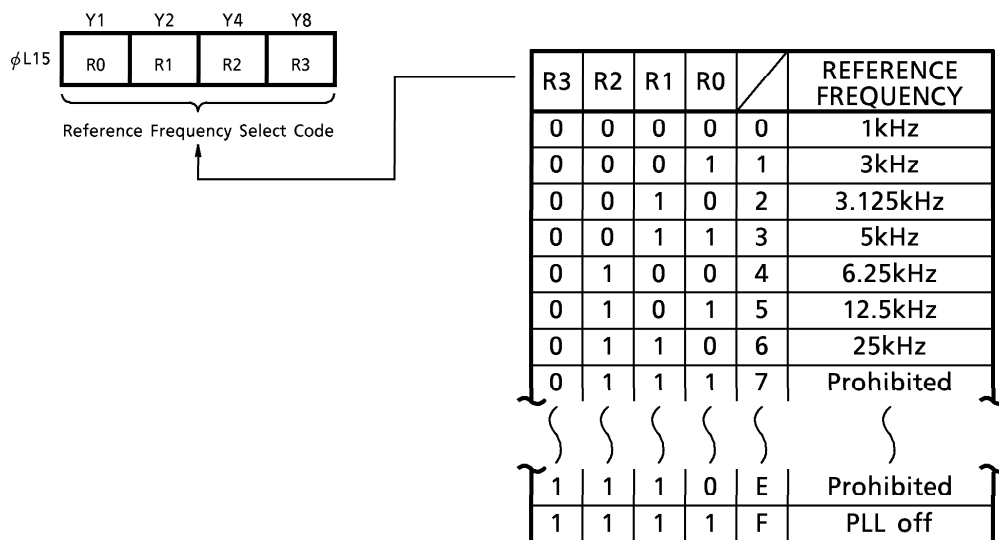 Y1 Y2 Y4 Y8
φL15 R0 R1 R2 R3
Reference Frequency Select Code
R3 R2 R1 R0 REFERENCE FREQUENCY
0 0 0 0 0 1kHz
0 0 0 1 1 3kHz
0 0 1 0 2 3.125kHz
0 0 1 1 3 5kHz
0 1 0 0 4 6.25kHz
0 1 0 1 5 12.5kHz
0 1 1 0 6 25kHz
0 1 1 1 7 Prohibited
1 1 1 0 E Prohibited
1 1 1 1 F PLL off